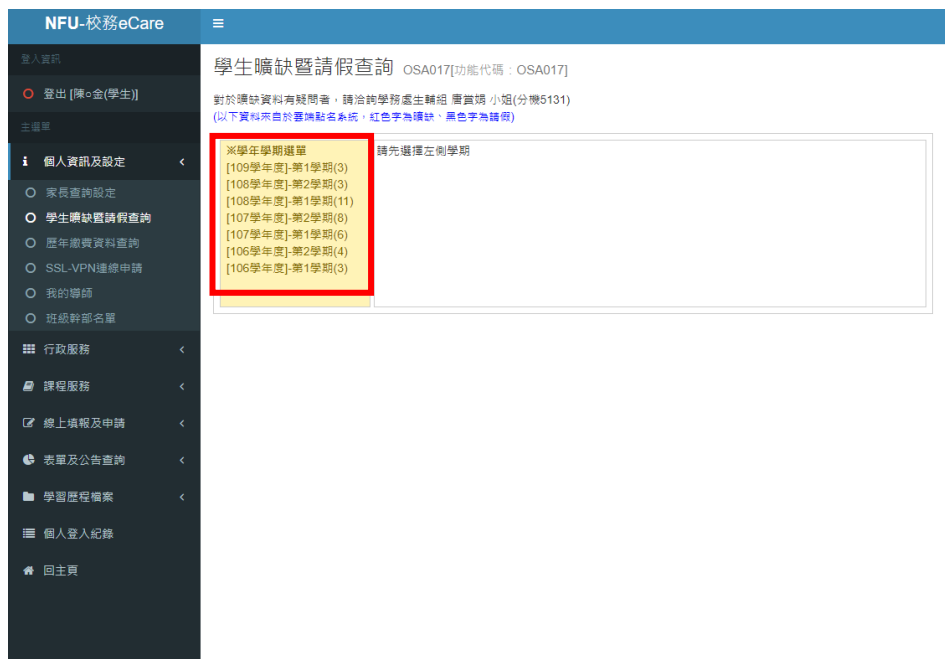 NFU-校務eCare
登入資訊
登出 [陳○金(學生)]
主選單
個人資訊及設定
家長查詢設定
學生曠缺暨請假查詢
歷年繳費資料查詢
SSL-VPN連線申請
我的導師
班級幹部名單
行政服務
課程服務
線上填報及申請
表單及公告查詢
學習歷程檔案
個人登入紀錄
回主頁
學生曠缺暨請假查詢 OSA017[功能代碼：OSA017]
對於曠缺資料有疑問者，請洽詢學務處生輔組 唐當娟 小姐(分機5131)
(以下資料來自於雲端點名系統，紅色字為曠缺、黑色字為請假)
※學年學期選單
[109學年度]-第1學期(3)
[108學年度]-第2學期(3)
[108學年度]-第1學期(11)
[107學年度]-第2學期(8)
[107學年度]-第1學期(6)
[106學年度]-第2學期(4)
[106學年度]-第1學期(3)
請先選擇左側學期